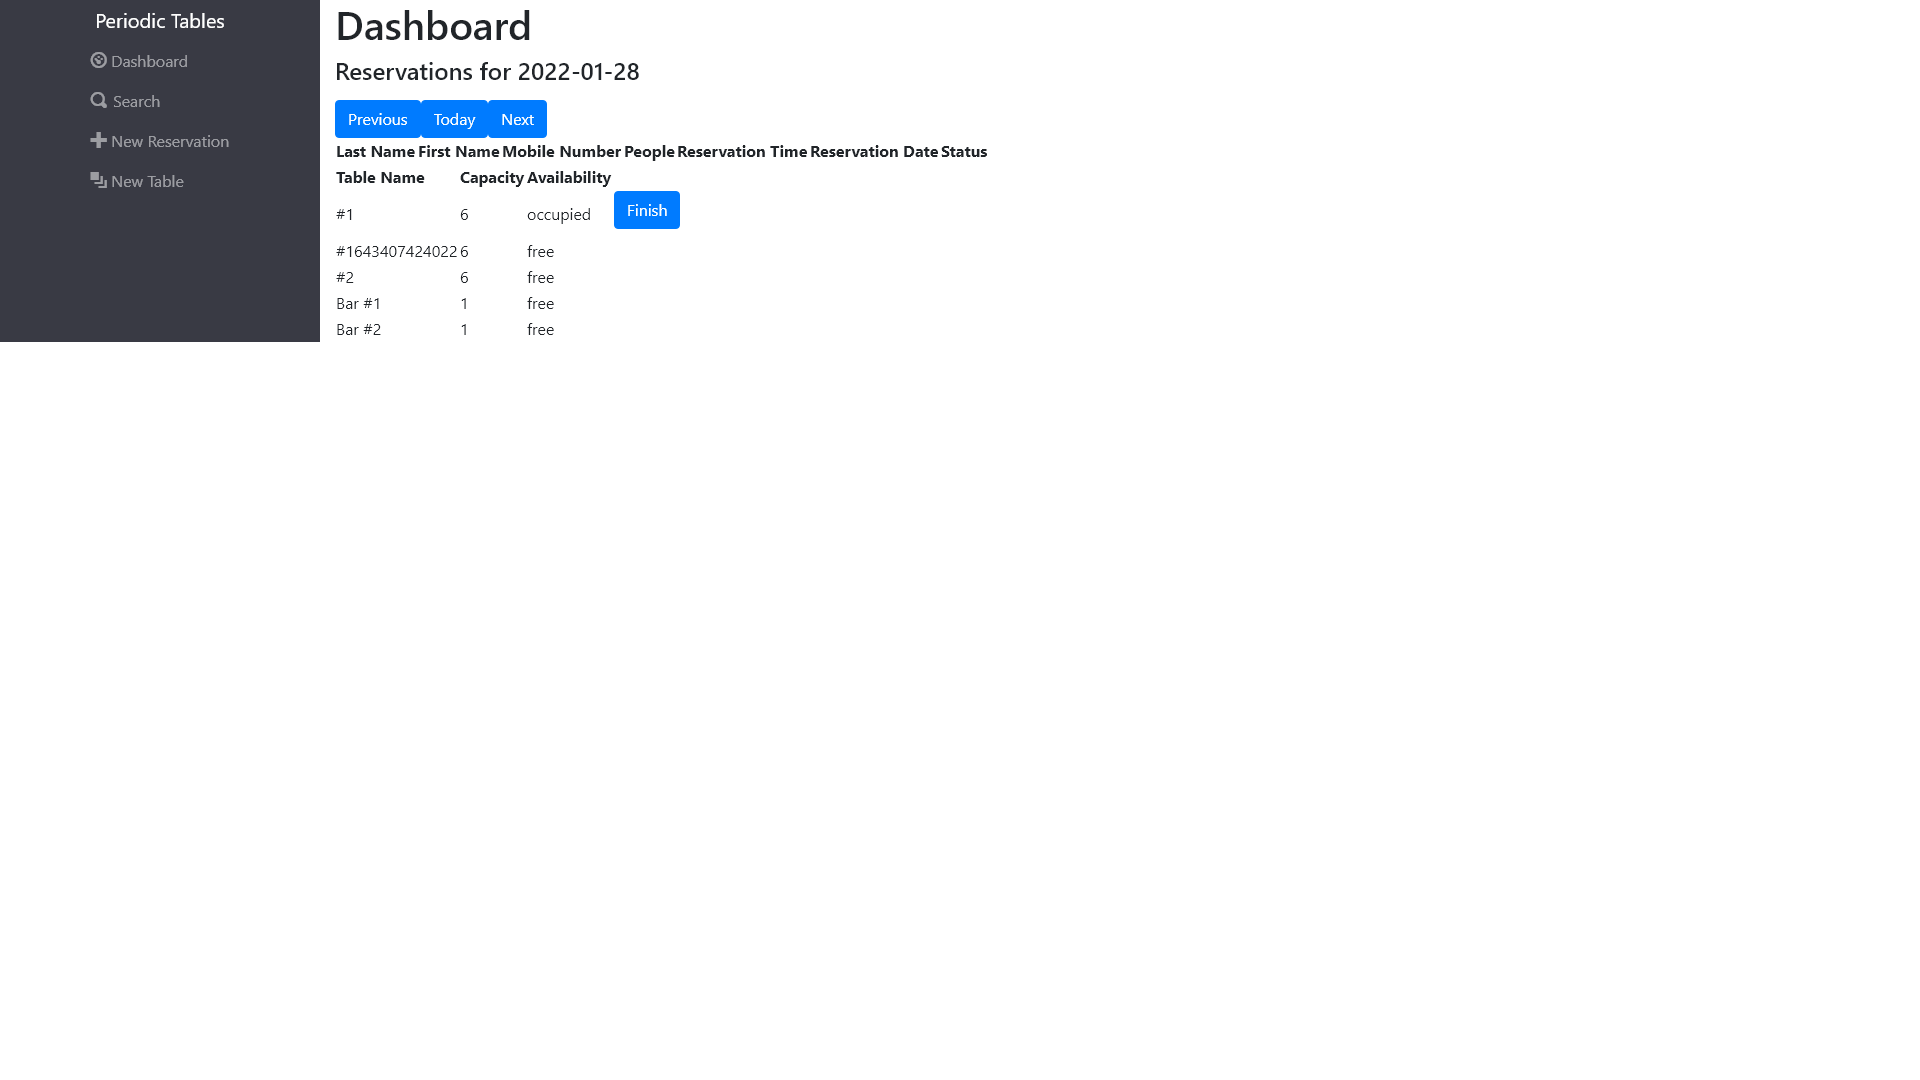 Periodic Tables
Dashboard
Search
New Reservation
New Table
Dashboard
Reservations for 2022-01-28
Previous Today Next
Last Name First Name Mobile Number People Reservation Time Reservation Date Status
Table Name Capacity Availability
#1 6 occupied Finish
#1643407424022 6 free
#2 6 free
Bar #1 1 free
Bar #2 1 free